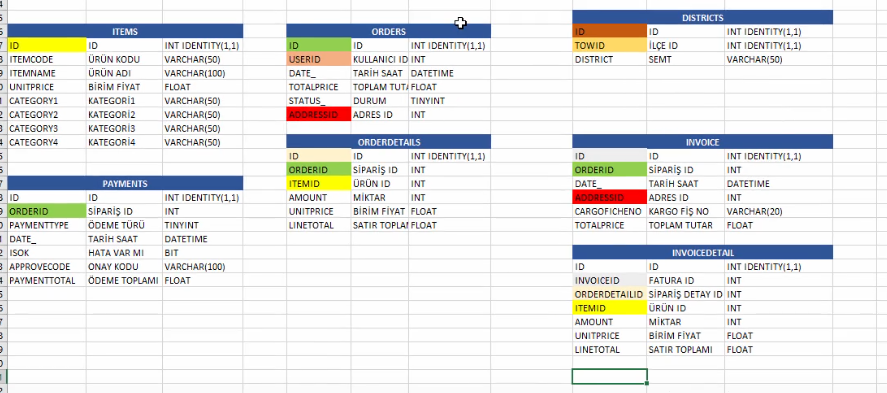 ITEMS
ID ID INT IDENTITY(1,1)
ITEMCODE ÜRÜN KODU VARCHAR(50)
ITEMNAME ÜRÜN ADI VARCHAR(100)
UNITPRICE BİRİM FİYAT FLOAT
CATEGORY1 KATEGORİ1 VARCHAR(50)
CATEGORY2 KATEGORİ2 VARCHAR(50)
CATEGORY3 KATEGORİ3 VARCHAR(50)
CATEGORY4 KATEGORİ4 VARCHAR(50)
PAYMENTS
ID ID INT IDENTITY(1,1)
ORDERID SİPARİŞ ID INT
PAYMENTTYPE ÖDEME TÜRÜ TINYINT
DATE_ TARİH SAAT DATETIME
ISOK HATA VAR MI BIT
APPROVECODE ONAY KODU VARCHAR(100)
PAYMENTTOTAL ÖDEME TOPLAMI FLOAT
ORDERS
ID ID INT IDENTITY(1,1)
USERID KULLANICI ID INT
DATE_ TARİH SAAT DATETIME
TOTALPRICE TOPLAM TUTA FLOAT
STATUS_ DURUM TINYINT
ADDRESSID ADRES ID INT
ORDERDETAILS
ID ID INT IDENTITY(1,1)
ORDERID SİPARİŞ ID INT
ITEMID ÜRÜN ID INT
AMOUNT MİKTAR INT
UNITPRICE BİRİM FİYAT FLOAT
LINETOTAL SATIR TOPLAM FLOAT
DISTRICTS
ID ID INT IDENTITY(1,1)
TOWID İLÇE ID INT IDENTITY(1,1)
DISTRICT SEMT VARCHAR(50)
INVOICE
ID ID INT IDENTITY(1,1)
ORDERID SİPARİŞ ID INT
DATE_ TARİH SAAT DATETIME
ADDRESSID ADRES ID INT
CARGOFICHENO KARGO FİŞ NO VARCHAR(20)
TOTALPRICE TOPLAM TUTAR FLOAT
INVOICEDETAIL
ID ID INT IDENTITY(1,1)
INVOICEID FATURA ID INT
ORDERDETAILID SİPARİŞ DETAY ID INT
ITEMID ÜRÜN ID INT
AMOUNT MİKTAR INT
UNITPRICE BİRİM FİYAT FLOAT
LINETOTAL SATIR TOPLAMI FLOAT